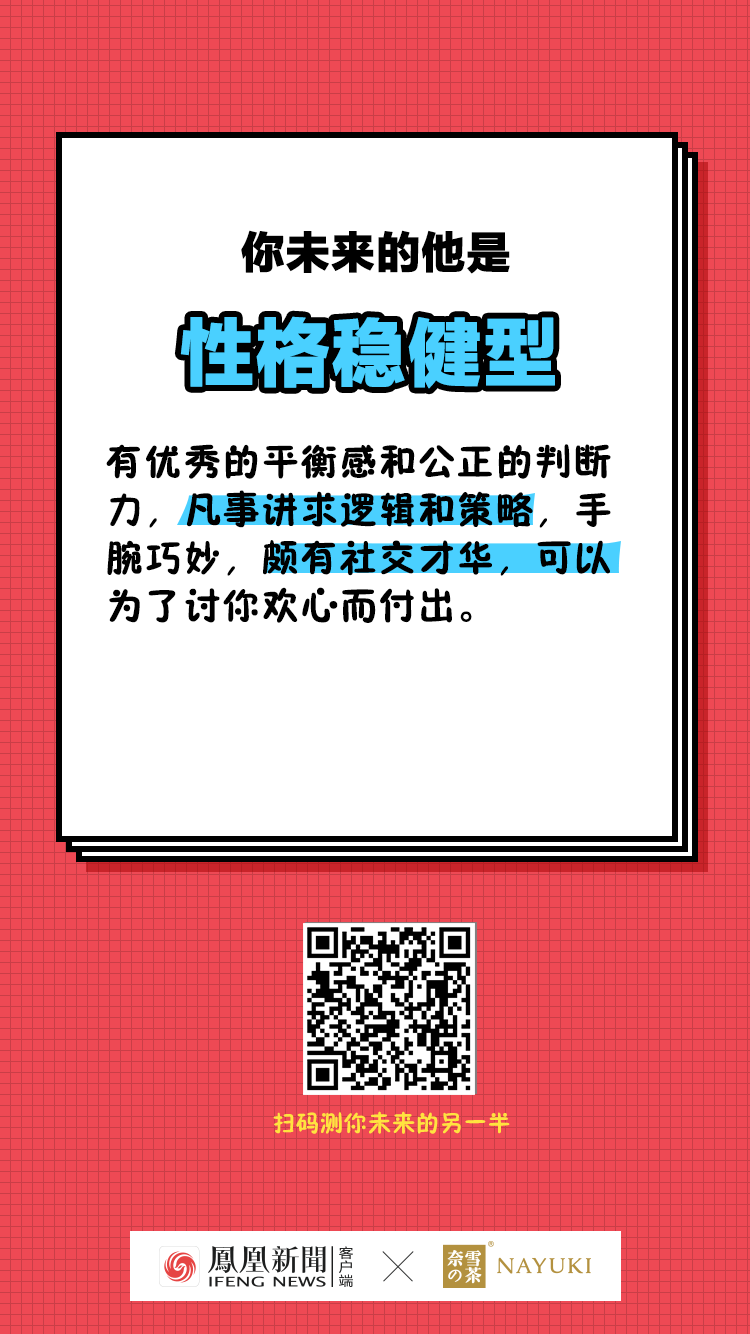 你未来的他是
性格稳健型
有优秀的平衡感和公正的判断
力，凡事讲求逻辑和策略，手
腕巧妙，颇有社交才华，可以
为了讨你欢心而付出。
扫码测你未来的另一半
鳳凰新聞 客户端
IFENG NEWS
奈雪の茶® NAYUKI